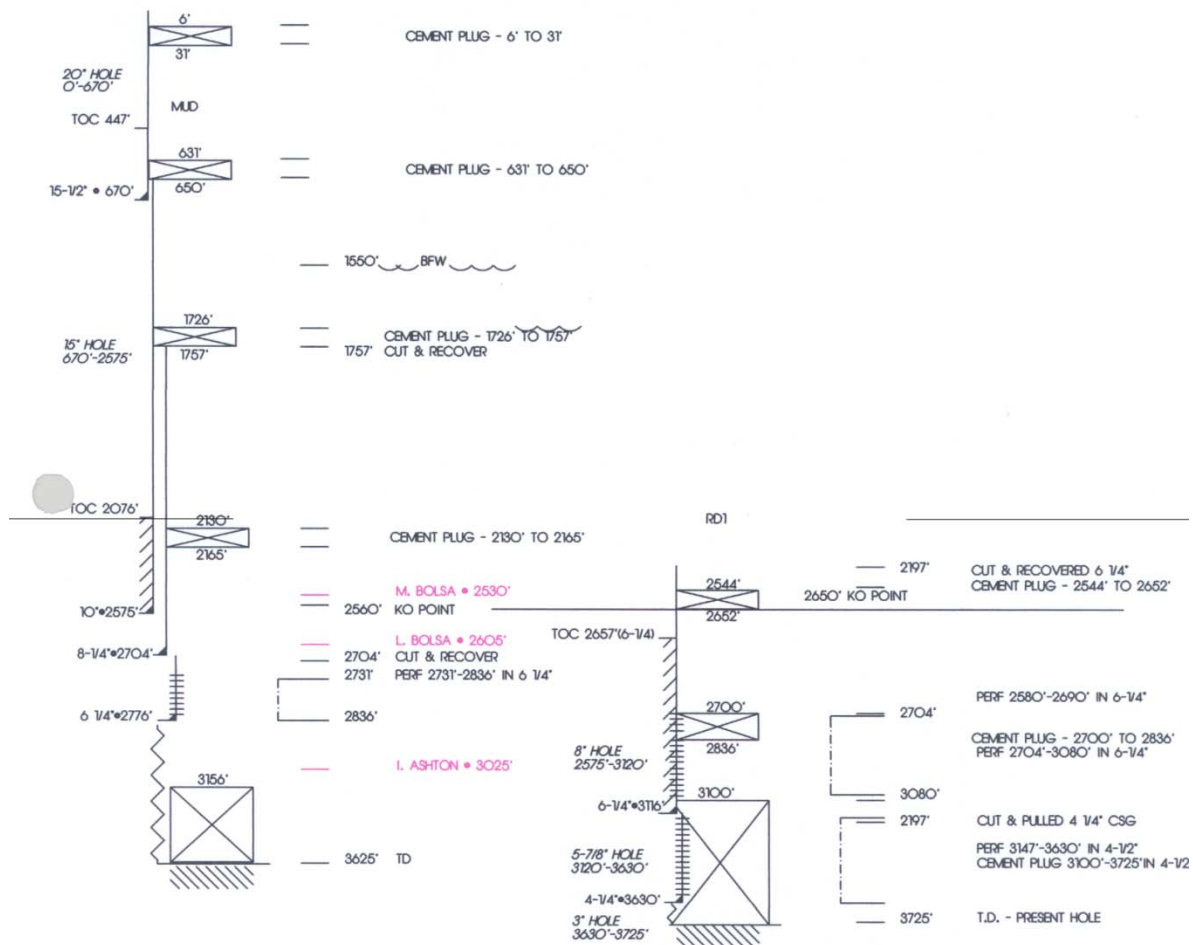 6'
CEMENT PLUG - 6' TO 31'
31'
20" HOLE
0'-670'
MUD
TOC 447'
631'
CEMENT PLUG - 631' TO 650'
650'
15-1/2" • 670'
1550' BFW
1726'
CEMENT PLUG - 1726' TO 1757'
15" HOLE
670'-2575'
1757'
1757' CUT & RECOVER
TOC 2076'
2130'
CEMENT PLUG - 2130' TO 2165'
2165'
M. BOLSA • 2530'
10"•2575'
2560' KO POINT
L. BOLSA • 2605'
8-1/4"•2704'
2704' CUT & RECOVER
2731' PERF 2731'-2836' IN 6 1/4"
6 1/4"•2776'
2836'
I. ASHTON • 3025'
3156'
3625' TD
RD1
2197' CUT & RECOVERED 6 1/4"
2544'
CEMENT PLUG - 2544' TO 2652'
2650' KO POINT
2652'
TOC 2657'(6-1/4)
PERF 2580'-2690' IN 6-1/4"
2700'
2704'
CEMENT PLUG - 2700' TO 2836'
2836'
PERF 2704'-3080' IN 6-1/4"
8" HOLE
2575'-3120'
3080'
3100'
6-1/4"•3116'
2197' CUT & PULLED 4 1/4" CSG
PERF 3147'-3630' IN 4-1/2"
5-7/8" HOLE
3120'-3630'
CEMENT PLUG 3100'-3725'IN 4-1/2
4-1/4"•3630'
3" HOLE
3630'-3725'
3725' T.D. - PRESENT HOLE